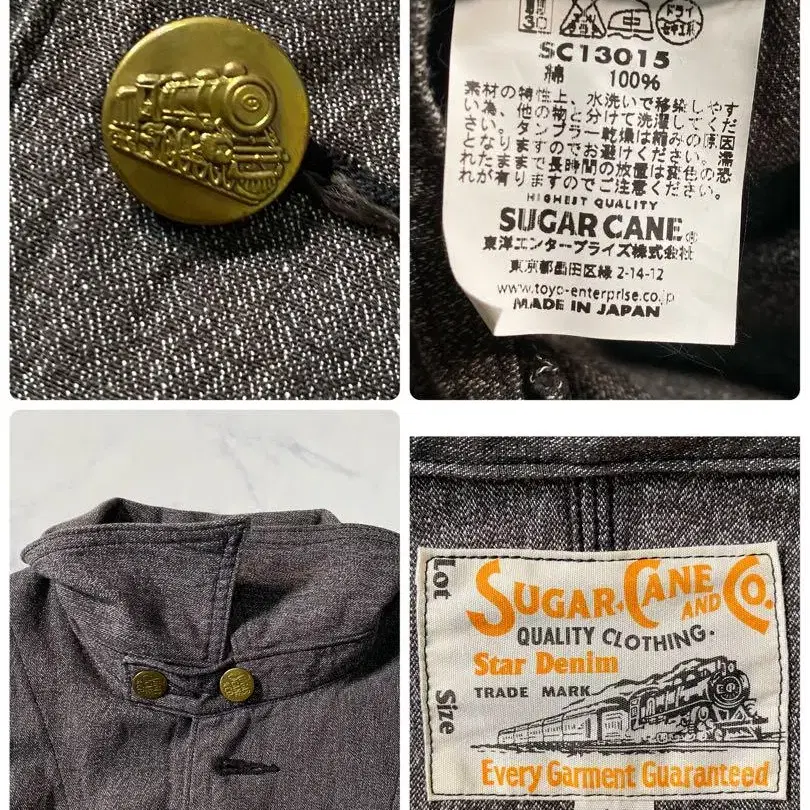 30
ドライ
SC13015
綿 100%
素材の特性上、水洗いで移染しやす
い為、他の物と分けて洗濯してくだ
さい。タンブラー乾燥は縮みの原因
となりますのでお避けください。濡
れたままで長時間の放置は変色の恐
れが有りますのでご注意ください。
HIGHEST QUALITY
SUGAR CANE®
東洋エンタープライズ株式会社
東京都墨田区緑 2-14-12
www.toyo-enterprise.co.jp
MADE IN JAPAN
Lot
SUGAR CANE AND CO.
QUALITY CLOTHING.
Star Denim
TRADE MARK
Size
Every Garment Guaranteed